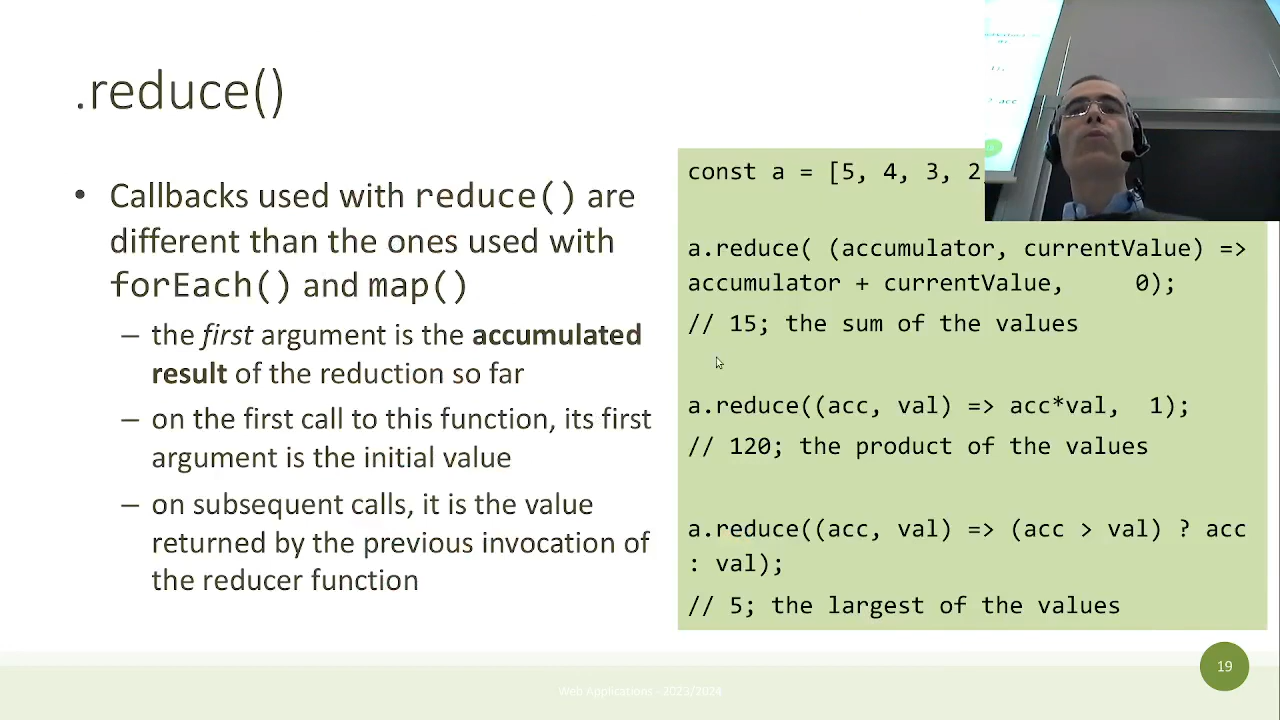 .reduce()
• Callbacks used with reduce() are
different than the ones used with
forEach() and map()
– the first argument is the accumulated
result of the reduction so far
– on the first call to this function, its first
argument is the initial value
– on subsequent calls, it is the value
returned by the previous invocation of
the reducer function
const a = [5, 4, 3, 2
a.reduce( (accumulator, currentValue) =>
accumulator + currentValue, 0);
// 15; the sum of the values
a.reduce((acc, val) => acc*val, 1);
// 120; the product of the values
a.reduce((acc, val) => (acc > val) ? acc
: val);
// 5; the largest of the values
Web Applications - 2023/2024
19
? acc